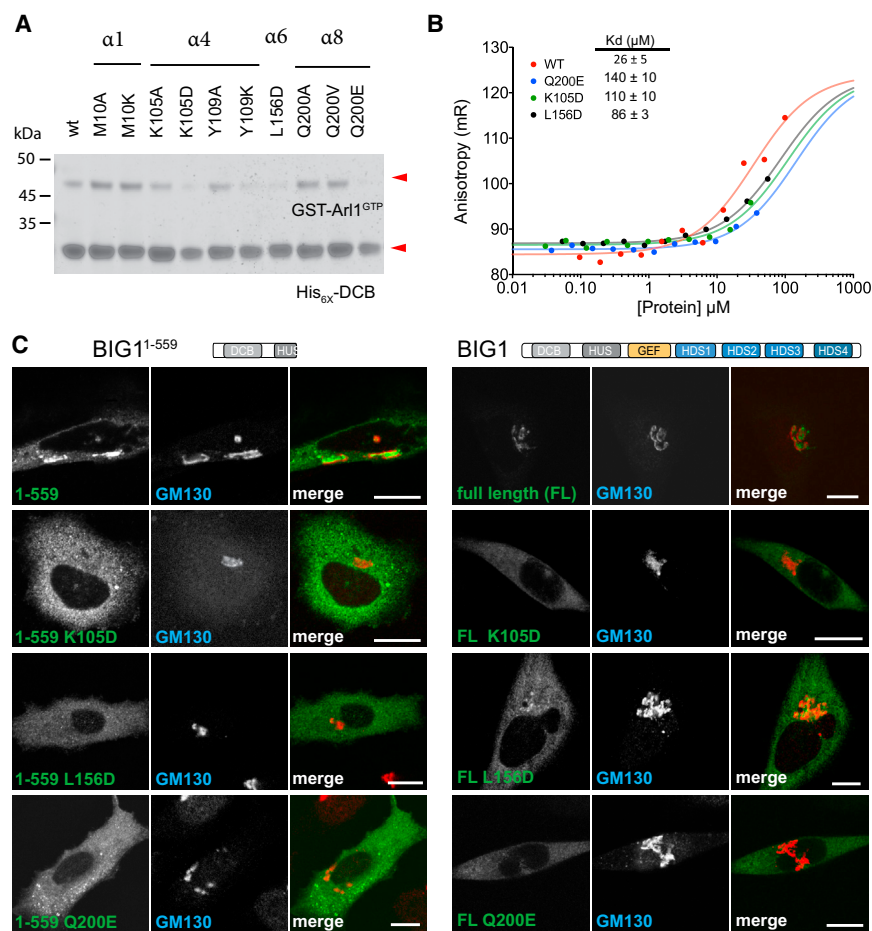 A
α1 α4 α6 α8
wt M10A M10K K105A K105D Y109A Y109K L156D Q200A Q200V Q200E
kDa
50
45
35
GST-Arl1GTP
His6X-DCB
B
Kd (µM)
WT 26 ± 5
Q200E 140 ± 10
K105D 110 ± 10
L156D 86 ± 3
130
120
110
100
90
80
Anisotropy (mR)
0.01 0.10 1 10 100 1000
[Protein] µM
C
BIG11-559
DCB HUS
1-559 GM130 merge
1-559 K105D GM130 merge
1-559 L156D GM130 merge
1-559 Q200E GM130 merge
BIG1
DCB HUS GEF HDS1 HDS2 HDS3 HDS4
full length (FL) GM130 merge
FL K105D GM130 merge
FL L156D GM130 merge
FL Q200E GM130 merge